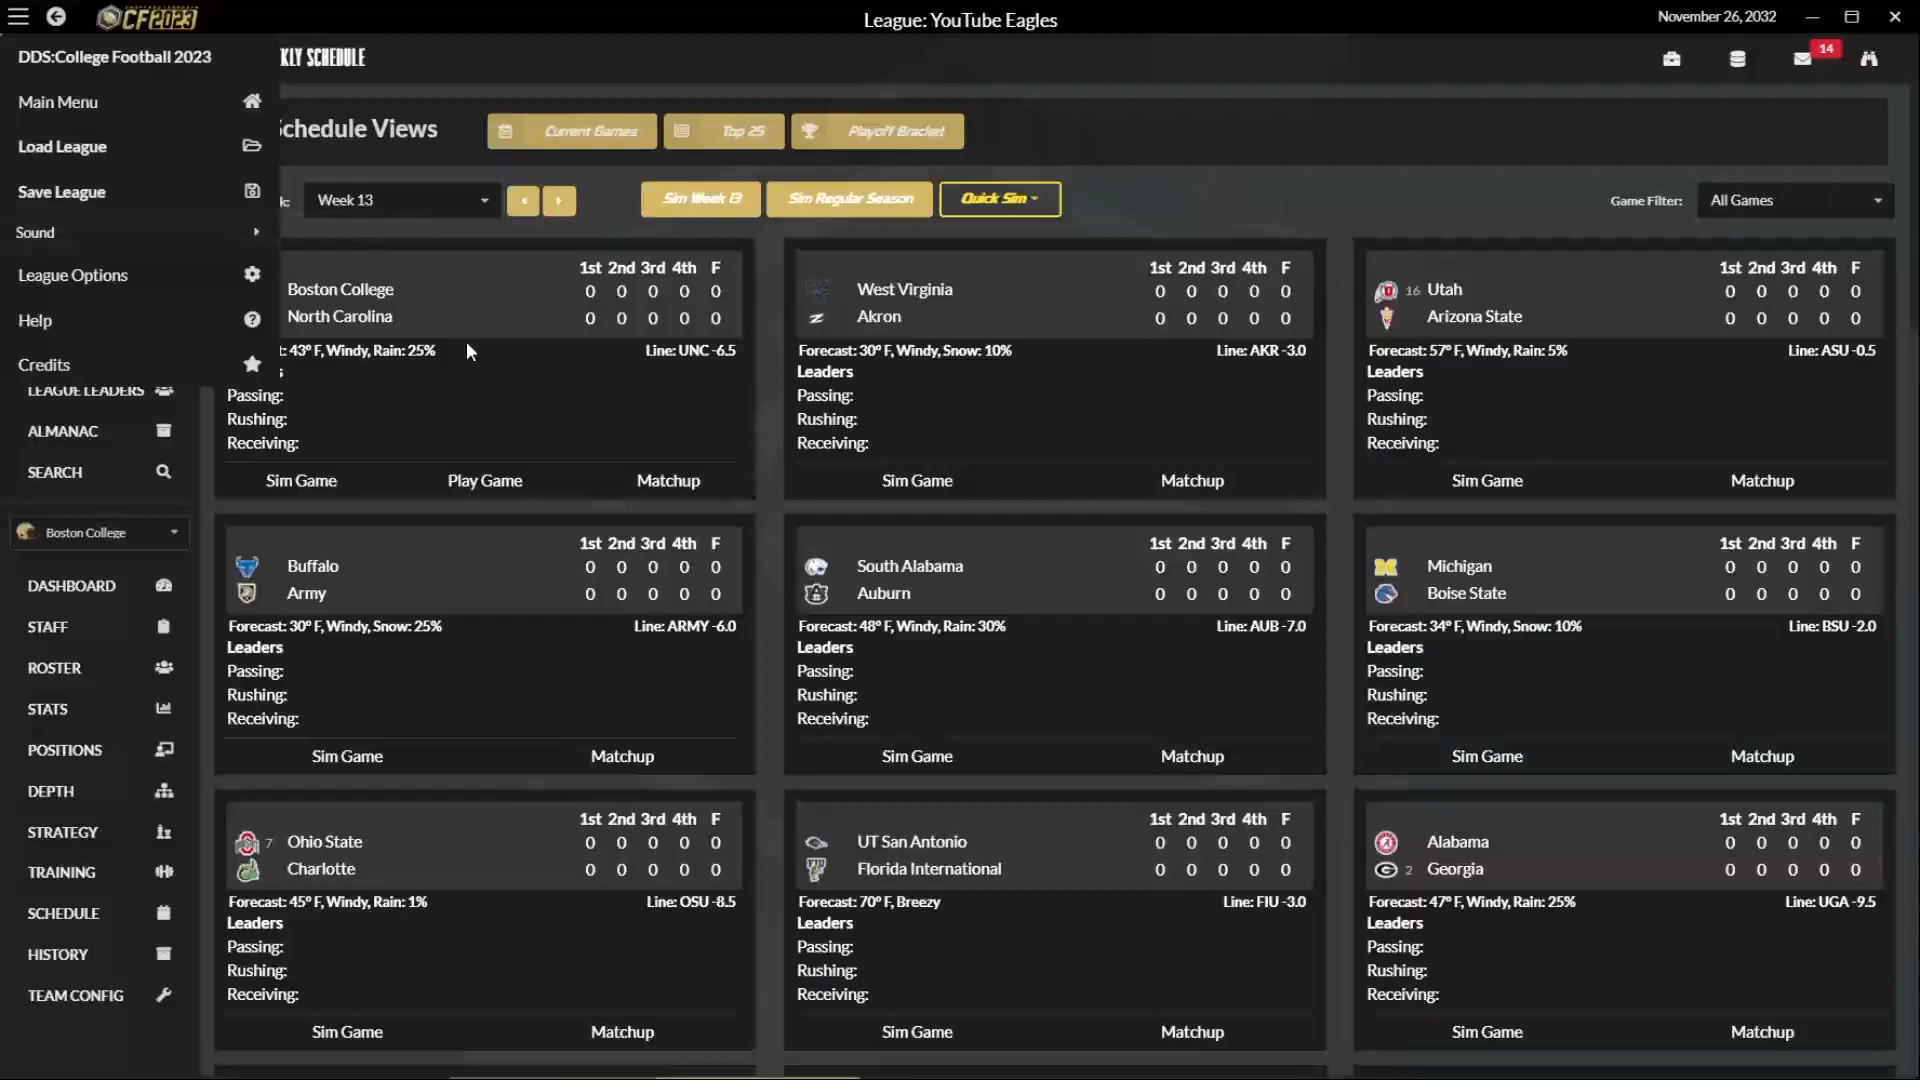 CF2023
League: YouTube Eagles
November 26, 2032
DDS:College Football 2023
KLY SCHEDULE
14
Main Menu
Load League
Save League
Sound
League Options
Help
Credits
Schedule Views
Current Games
Top 25
Playoff Bracket
Week 13
Sim Week 13
Sim Regular Season
Quick Sim
Game Filter:
All Games
LEAGUE LEADERS
ALMANAC
SEARCH
Boston College
DASHBOARD
STAFF
ROSTER
STATS
POSITIONS
DEPTH
STRATEGY
TRAINING
SCHEDULE
HISTORY
TEAM CONFIG
1st 2nd 3rd 4th F
Boston College 0 0 0 0 0
North Carolina 0 0 0 0 0
t: 43° F, Windy, Rain: 25% Line: UNC -6.5
s
Passing:
Rushing:
Receiving:
Sim Game Play Game Matchup
1st 2nd 3rd 4th F
West Virginia 0 0 0 0 0
Akron 0 0 0 0 0
Forecast: 30° F, Windy, Snow: 10% Line: AKR -3.0
Leaders
Passing:
Rushing:
Receiving:
Sim Game Matchup
1st 2nd 3rd 4th F
16 Utah 0 0 0 0 0
Arizona State 0 0 0 0 0
Forecast: 57° F, Windy, Rain: 5% Line: ASU -0.5
Leaders
Passing:
Rushing:
Receiving:
Sim Game Matchup
1st 2nd 3rd 4th F
Buffalo 0 0 0 0 0
Army 0 0 0 0 0
Forecast: 30° F, Windy, Snow: 25% Line: ARMY -6.0
Leaders
Passing:
Rushing:
Receiving:
Sim Game Matchup
1st 2nd 3rd 4th F
South Alabama 0 0 0 0 0
Auburn 0 0 0 0 0
Forecast: 48° F, Windy, Rain: 30% Line: AUB -7.0
Leaders
Passing:
Rushing:
Receiving:
Sim Game Matchup
1st 2nd 3rd 4th F
Michigan 0 0 0 0 0
Boise State 0 0 0 0 0
Forecast: 34° F, Windy, Snow: 10% Line: BSU -2.0
Leaders
Passing:
Rushing:
Receiving:
Sim Game Matchup
1st 2nd 3rd 4th F
7 Ohio State 0 0 0 0 0
Charlotte 0 0 0 0 0
Forecast: 45° F, Windy, Rain: 1% Line: OSU -8.5
Leaders
Passing:
Rushing:
Receiving:
Sim Game Matchup
1st 2nd 3rd 4th F
UT San Antonio 0 0 0 0 0
Florida International 0 0 0 0 0
Forecast: 70° F, Breezy Line: FIU -3.0
Leaders
Passing:
Rushing:
Receiving:
Sim Game Matchup
1st 2nd 3rd 4th F
Alabama 0 0 0 0 0
2 Georgia 0 0 0 0 0
Forecast: 47° F, Windy, Rain: 25% Line: UGA -9.5
Leaders
Passing:
Rushing:
Receiving:
Sim Game Matchup